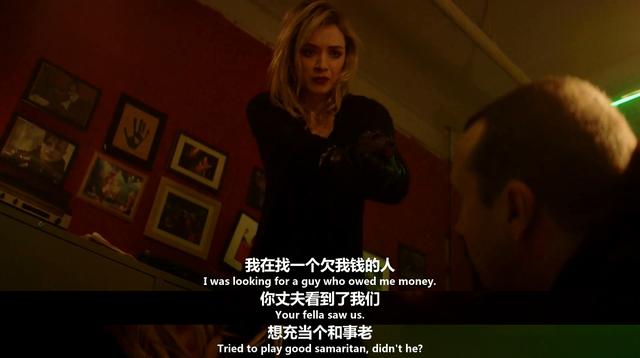 我在找一个欠我钱的人
I was looking for a guy who owed me money.
你丈夫看到了我们
Your fella saw us.
想充当个和事老
Tried to play good samaritan, didn't he?